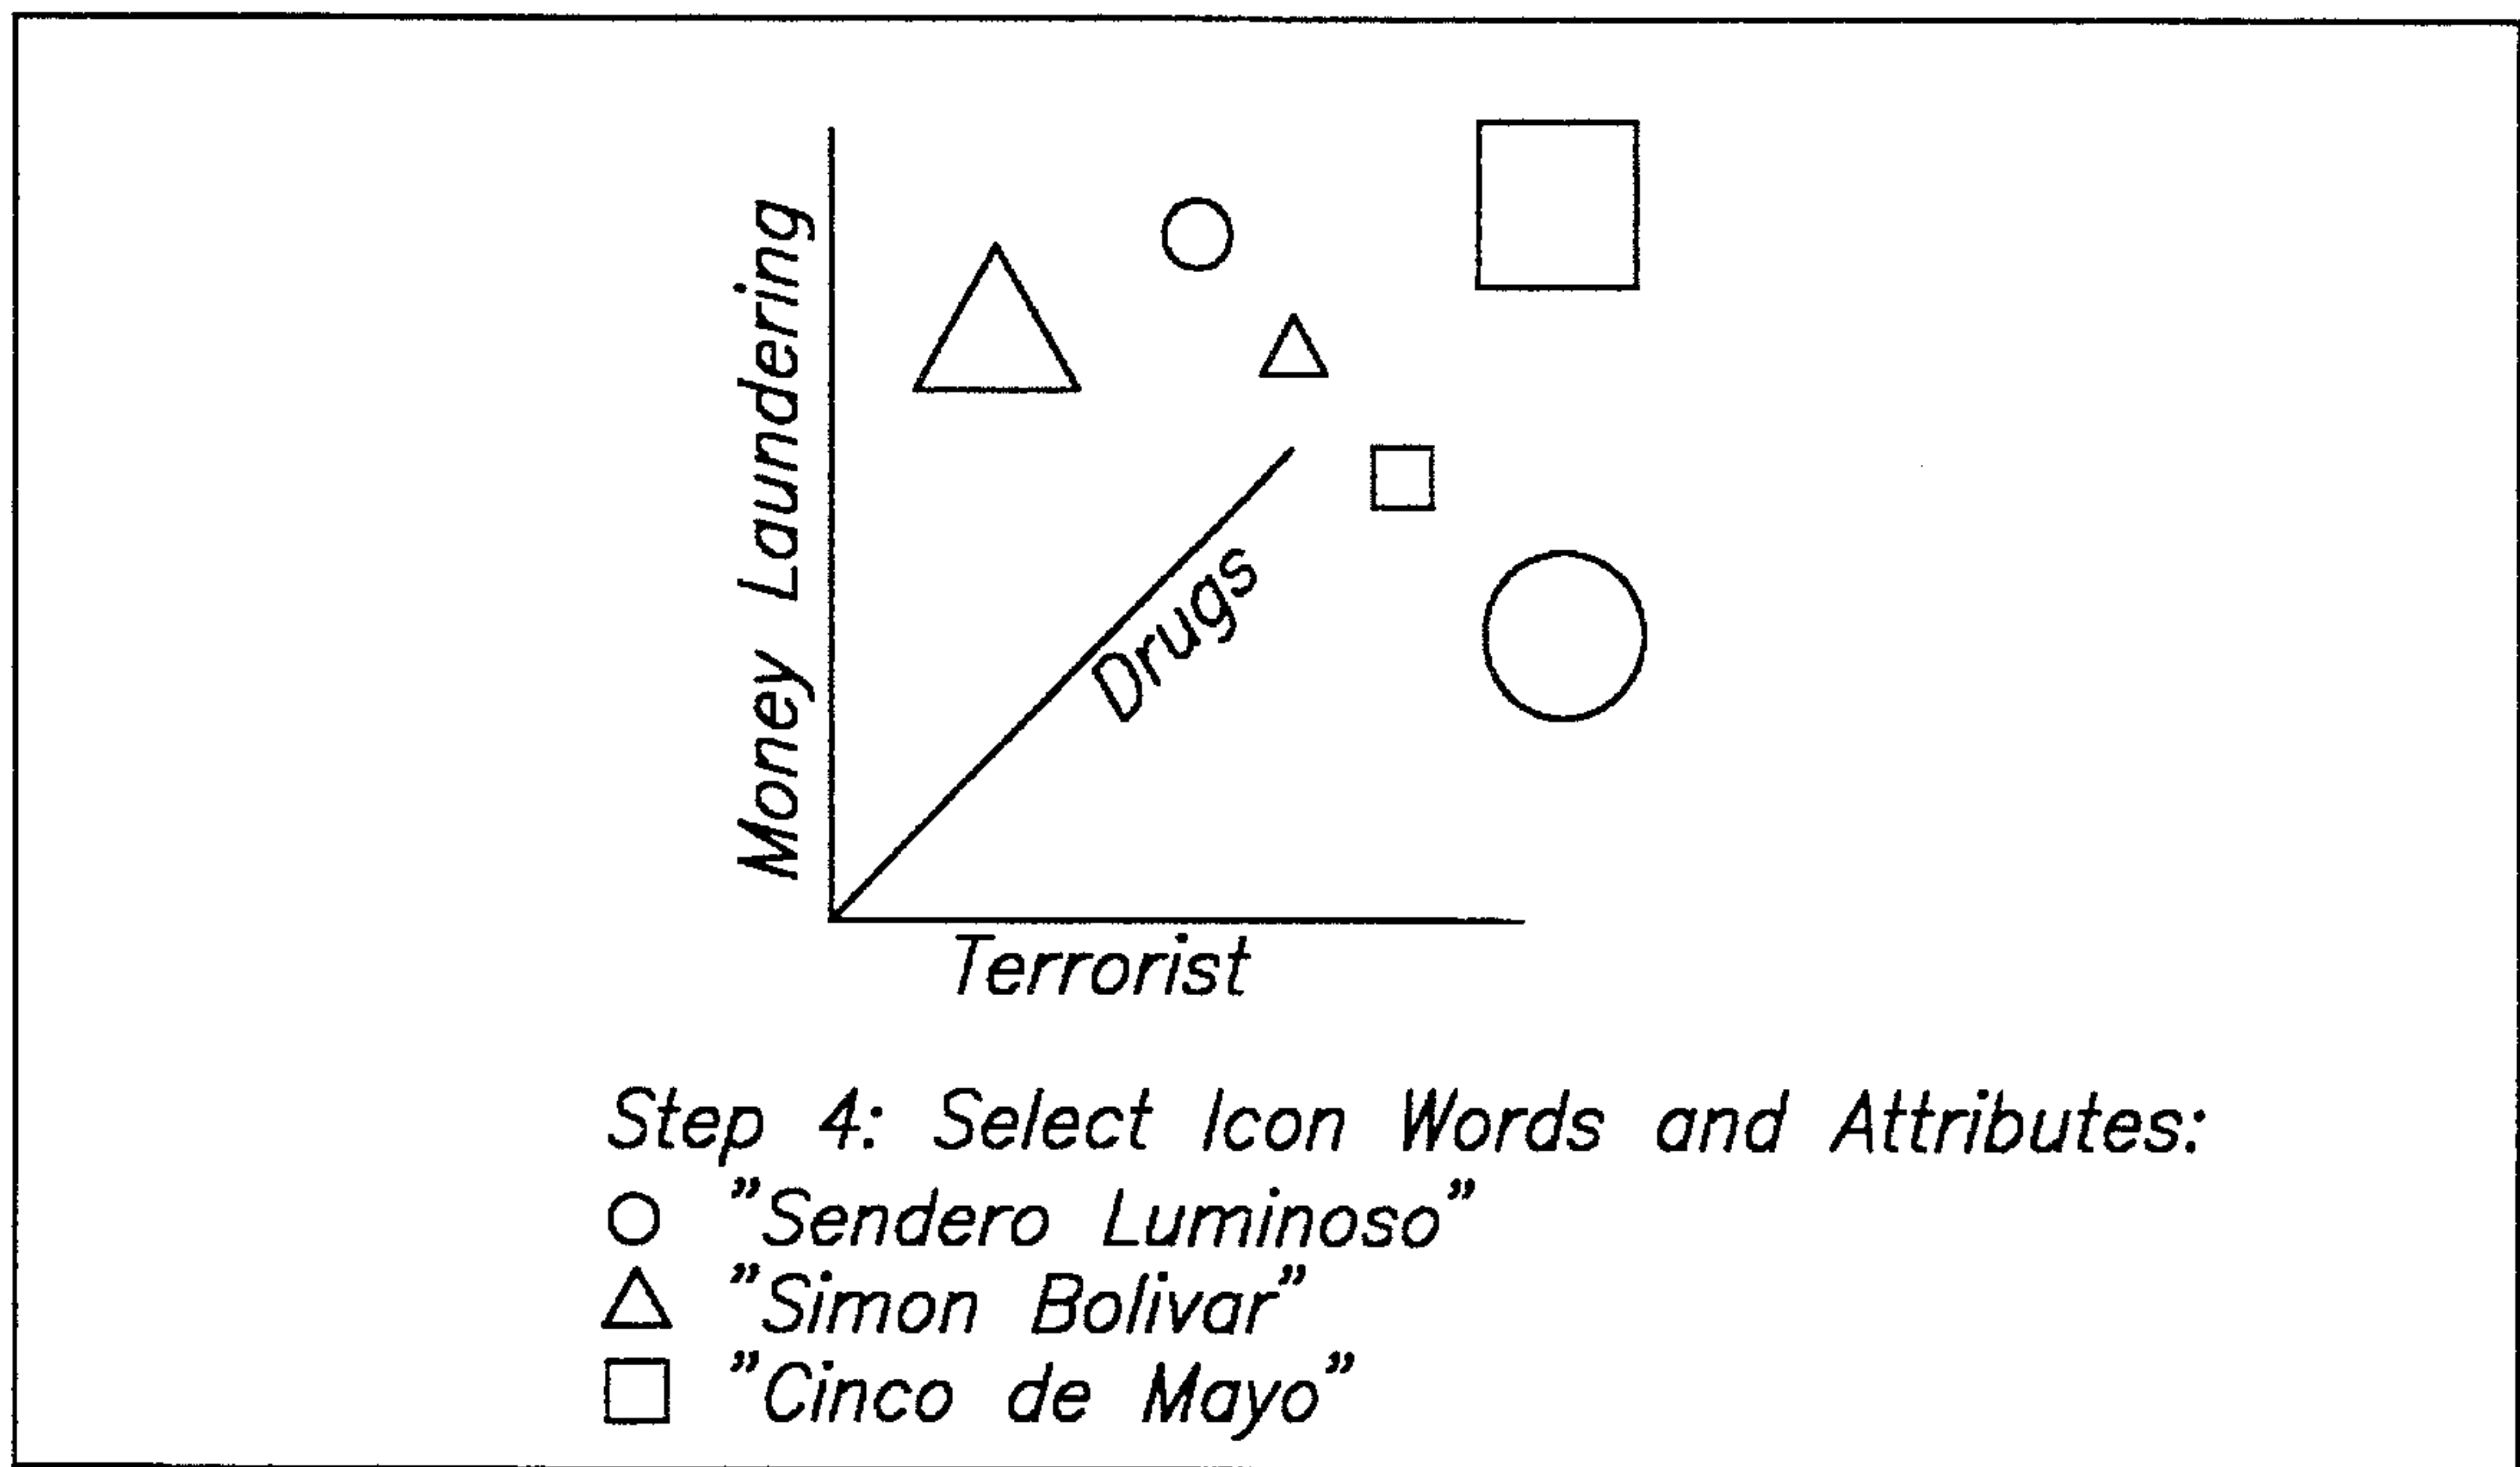 Money Laundering
Drugs
Terrorist
Step 4: Select Icon Words and Attributes:
"Sendero Luminoso"
"Simon Bolivar"
"Cinco de Mayo"